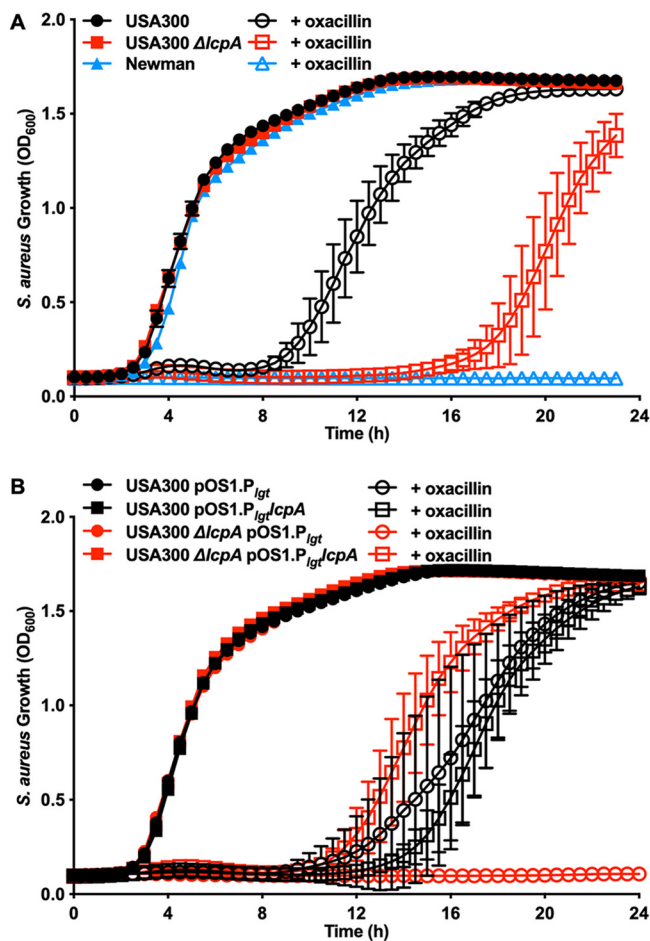 A
USA300 + oxacillin
USA300 ΔlcpA + oxacillin
Newman + oxacillin
2.0
1.5
1.0
0.5
0.0
S. aureus Growth (OD600)
0 4 8 12 16 20 24
Time (h)
B
USA300 pOS1.Plgt + oxacillin
USA300 pOS1.PlgtlcpA + oxacillin
USA300 ΔlcpA pOS1.Plgt + oxacillin
USA300 ΔlcpA pOS1.PlgtlcpA + oxacillin
2.0
1.5
1.0
0.5
0.0
S. aureus Growth (OD600)
0 4 8 12 16 20 24
Time (h)